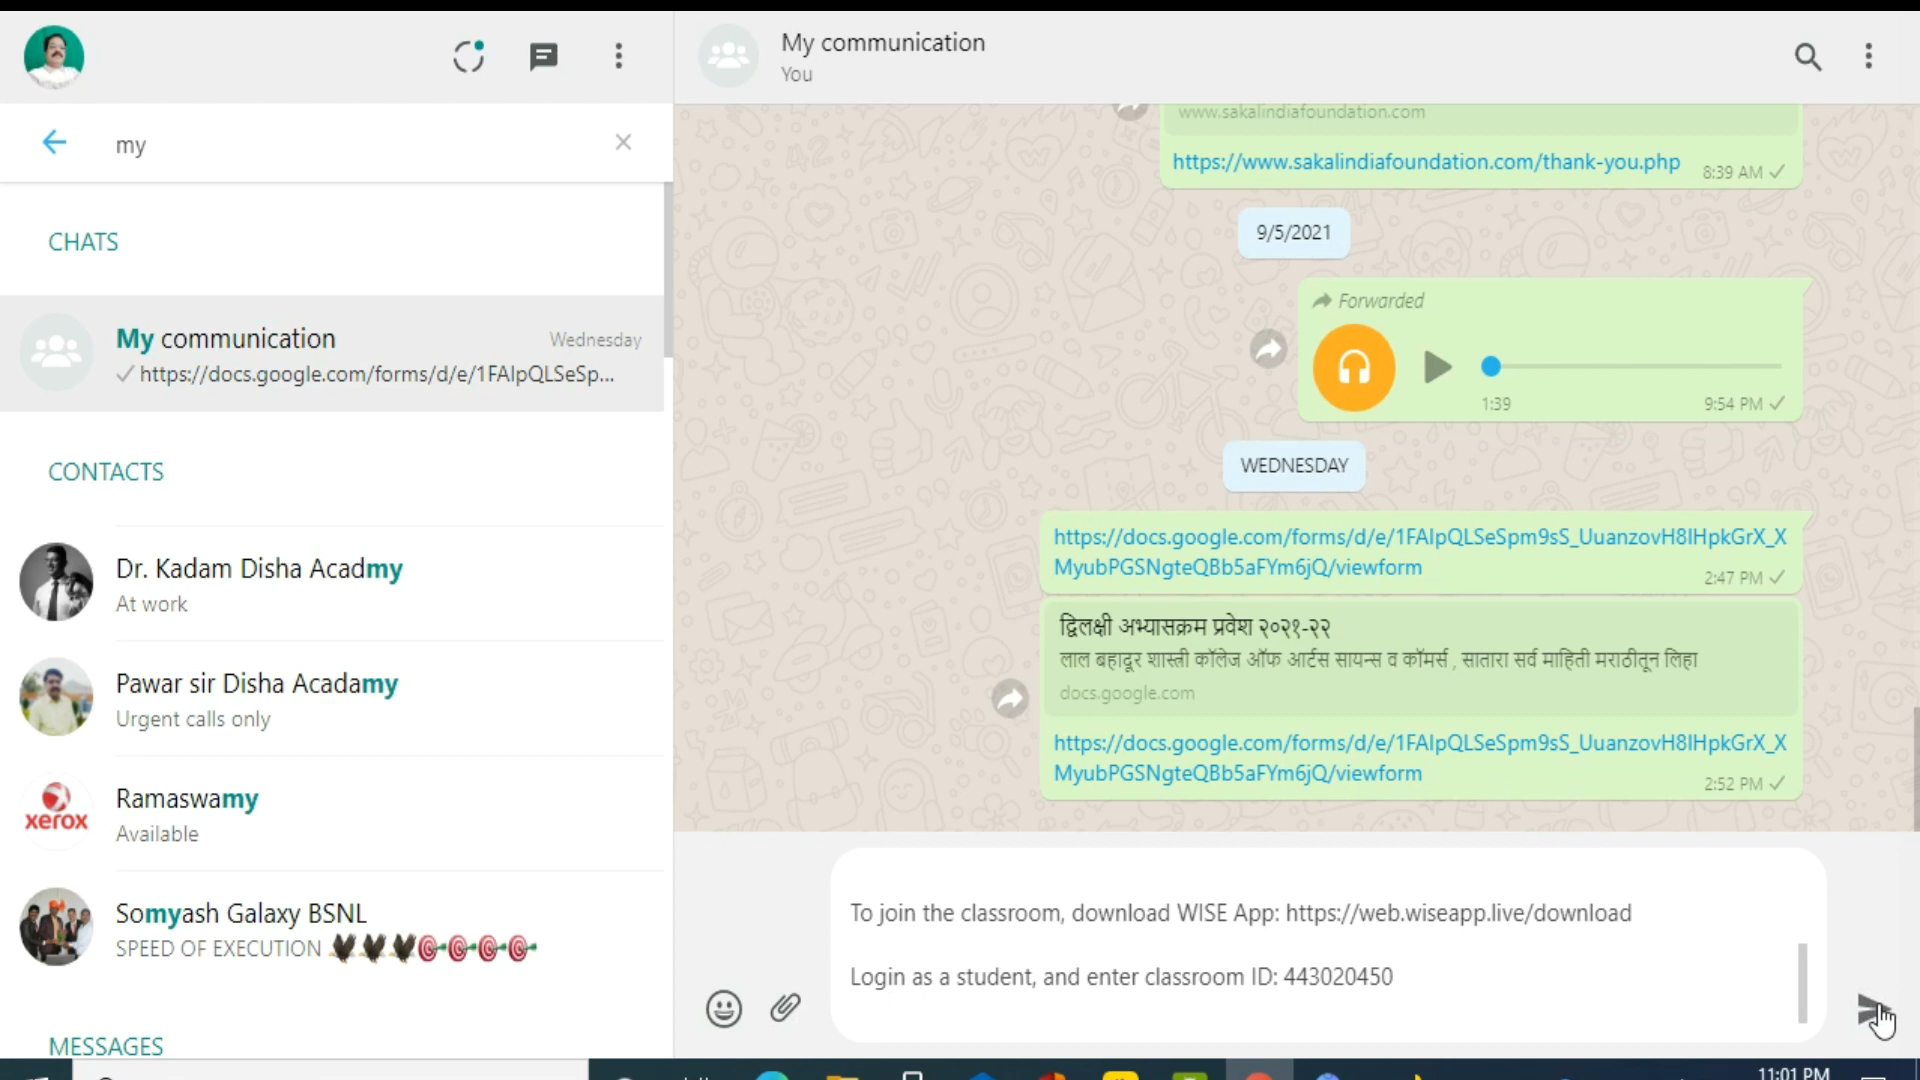 my
CHATS
My communication
Wednesday
https://docs.google.com/forms/d/e/1FAIpQLSeSp...
CONTACTS
Dr. Kadam Disha Acadmy
At work
Pawar sir Disha Acadamy
Urgent calls only
xerox
Ramaswamy
Available
Somyash Galaxy BSNL
SPEED OF EXECUTION
MESSAGES
My communication
You
www.sakalindiafoundation.com
https://www.sakalindiafoundation.com/thank-you.php
8:39 AM
9/5/2021
Forwarded
1:39
9:54 PM
WEDNESDAY
https://docs.google.com/forms/d/e/1FAIpQLSeSpm9sS_UuanzovH8IHpkGrX_X
MyubPGSNgteQBb5aFYm6jQ/viewform
2:47 PM
द्विलक्षी अभ्यासक्रम प्रवेश २०२१-२२
लाल बहादूर शास्त्री कॉलेज ऑफ आर्टस सायन्स व कॉमर्स , सातारा सर्व माहिती मराठीतून लिहा
docs.google.com
https://docs.google.com/forms/d/e/1FAIpQLSeSpm9sS_UuanzovH8IHpkGrX_X
MyubPGSNgteQBb5aFYm6jQ/viewform
2:52 PM
To join the classroom, download WISE App: https://web.wiseapp.live/download
Login as a student, and enter classroom ID: 443020450
11:01 PM